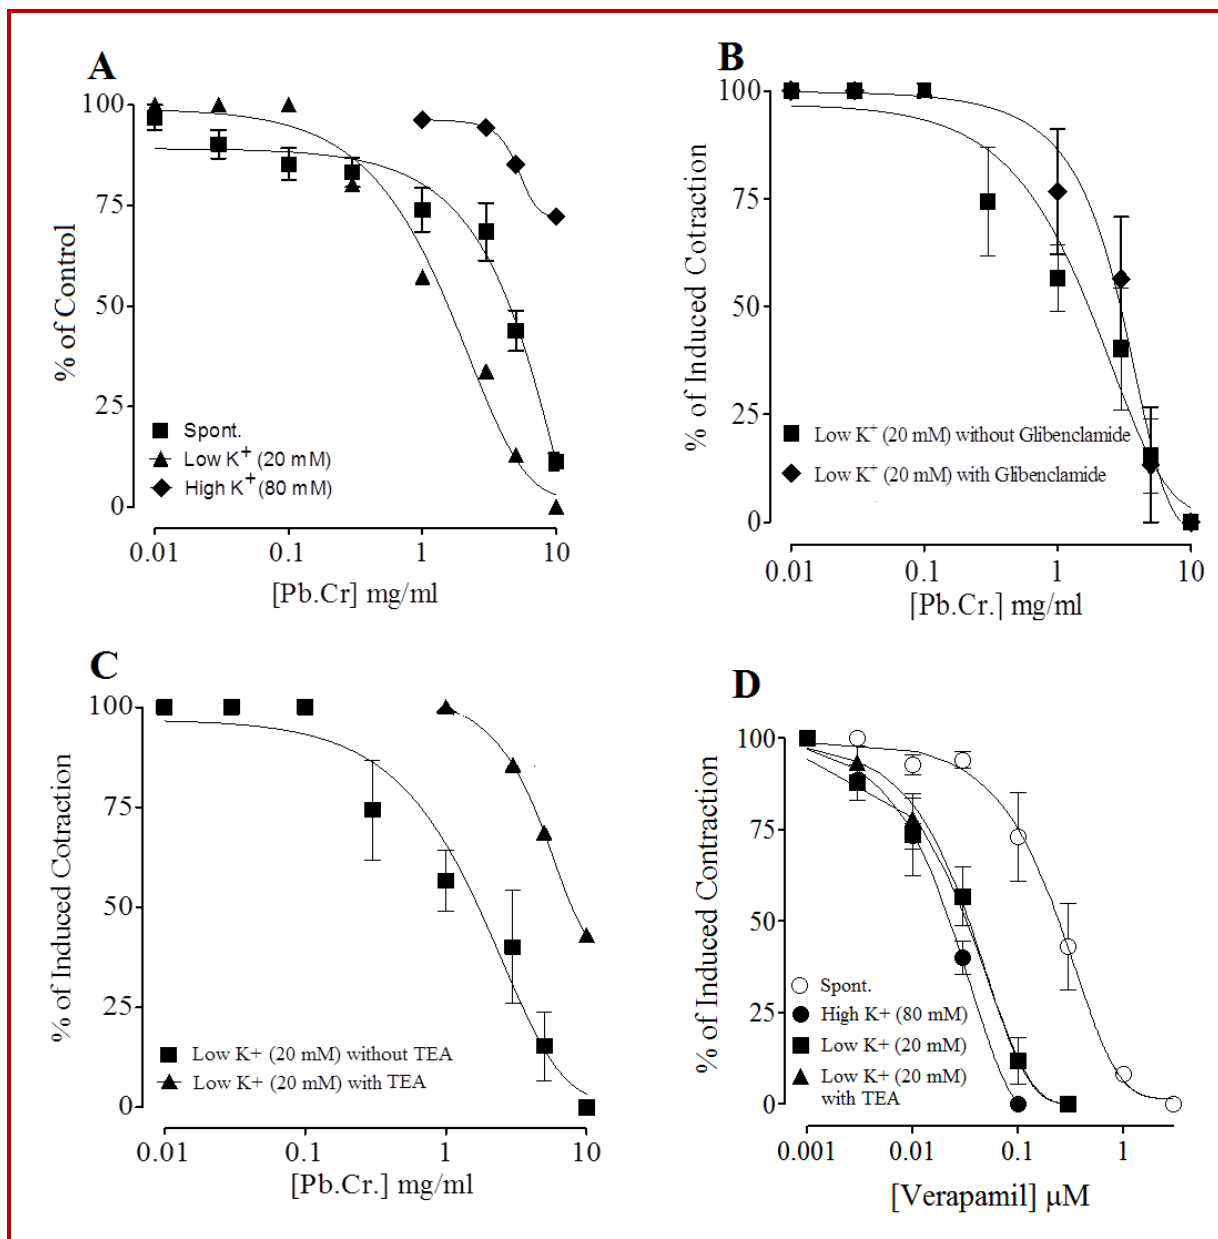 A
% of Control
100
75
50
25
0
Spont.
Low K+ (20 mM)
High K+ (80 mM)
0.01 0.1 1 10
[Pb.Cr] mg/ml
B
% of Induced Cotraction
100
75
50
25
0
Low K+ (20 mM) without Glibenclamide
Low K+ (20 mM) with Glibenclamide
0.01 0.1 1 10
[Pb.Cr.] mg/ml
C
% of Induced Cotraction
100
75
50
25
0
Low K+ (20 mM) without TEA
Low K+ (20 mM) with TEA
0.01 0.1 1 10
[Pb.Cr.] mg/ml
D
% of Induced Contraction
100
75
50
25
0
Spont.
High K+ (80 mM)
Low K+ (20 mM)
Low K+ (20 mM)
with TEA
0.001 0.01 0.1 1
[Verapamil] μM